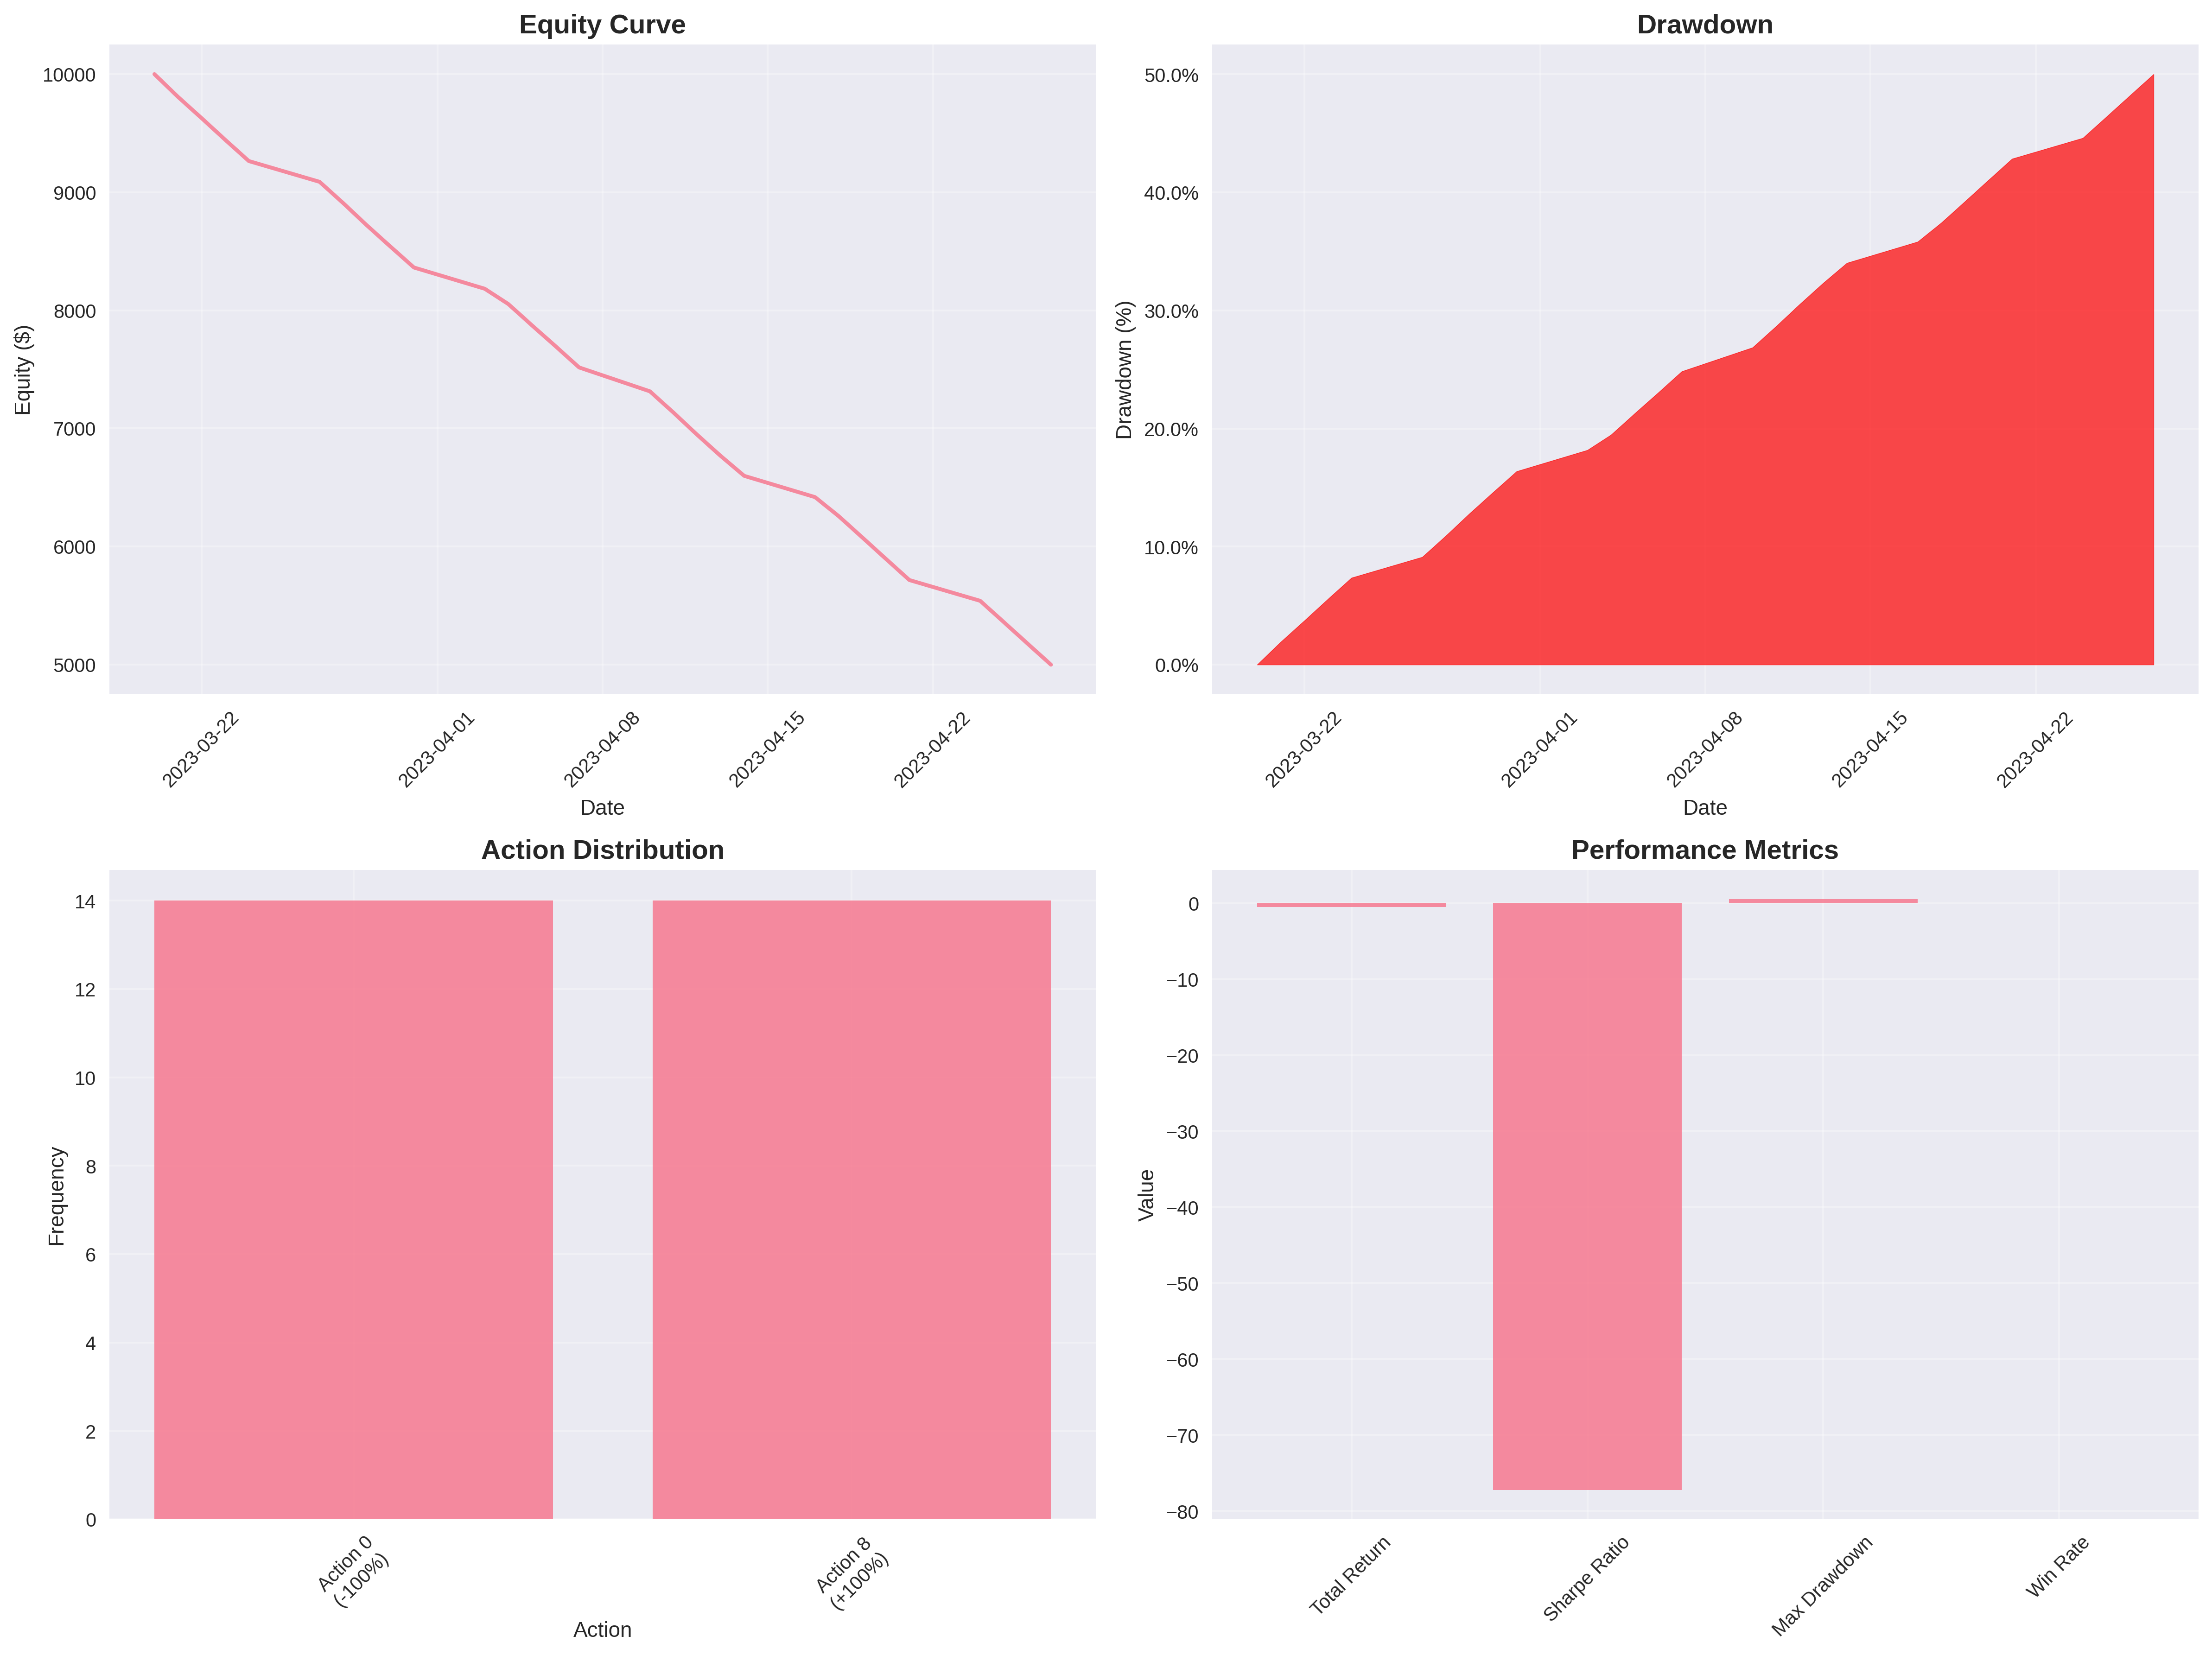 Equity Curve
Equity ($)
10000
9000
8000
7000
6000
5000
2023-03-22
2023-04-01
2023-04-08
2023-04-15
2023-04-22
Date
Drawdown
Drawdown (%)
50.0%
40.0%
30.0%
20.0%
10.0%
0.0%
2023-03-22
2023-04-01
2023-04-08
2023-04-15
2023-04-22
Date
Action Distribution
Frequency
14
12
10
8
6
4
2
0
Action 0
(-100%)
Action 8
(+100%)
Action
Performance Metrics
Value
0
−10
−20
−30
−40
−50
−60
−70
−80
Total Return
Sharpe Ratio
Max Drawdown
Win Rate